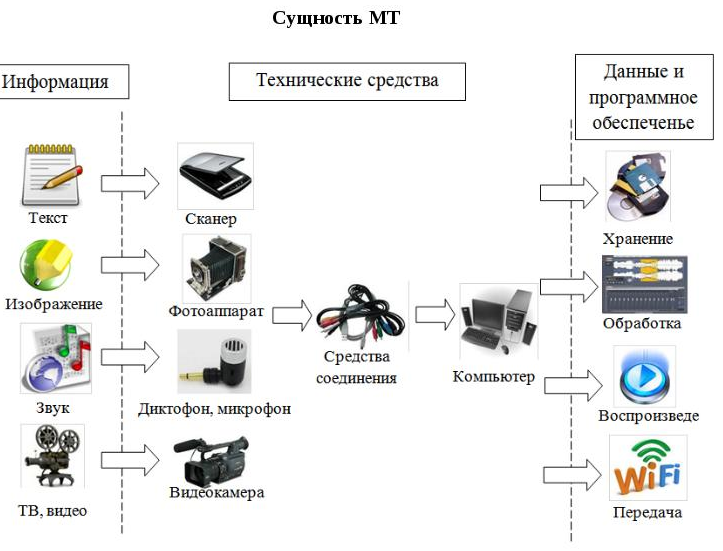 Сущность МТ
Информация
Технические средства
Данные и
программное
обеспеченье
Текст
Сканер
Хранение
Изображение
Фотоаппарат
Обработка
Средства
соединения
Компьютер
Звук
Диктофон, микрофон
Воспроизведе
WiFi
ТВ, видео
Видеокамера
Передача